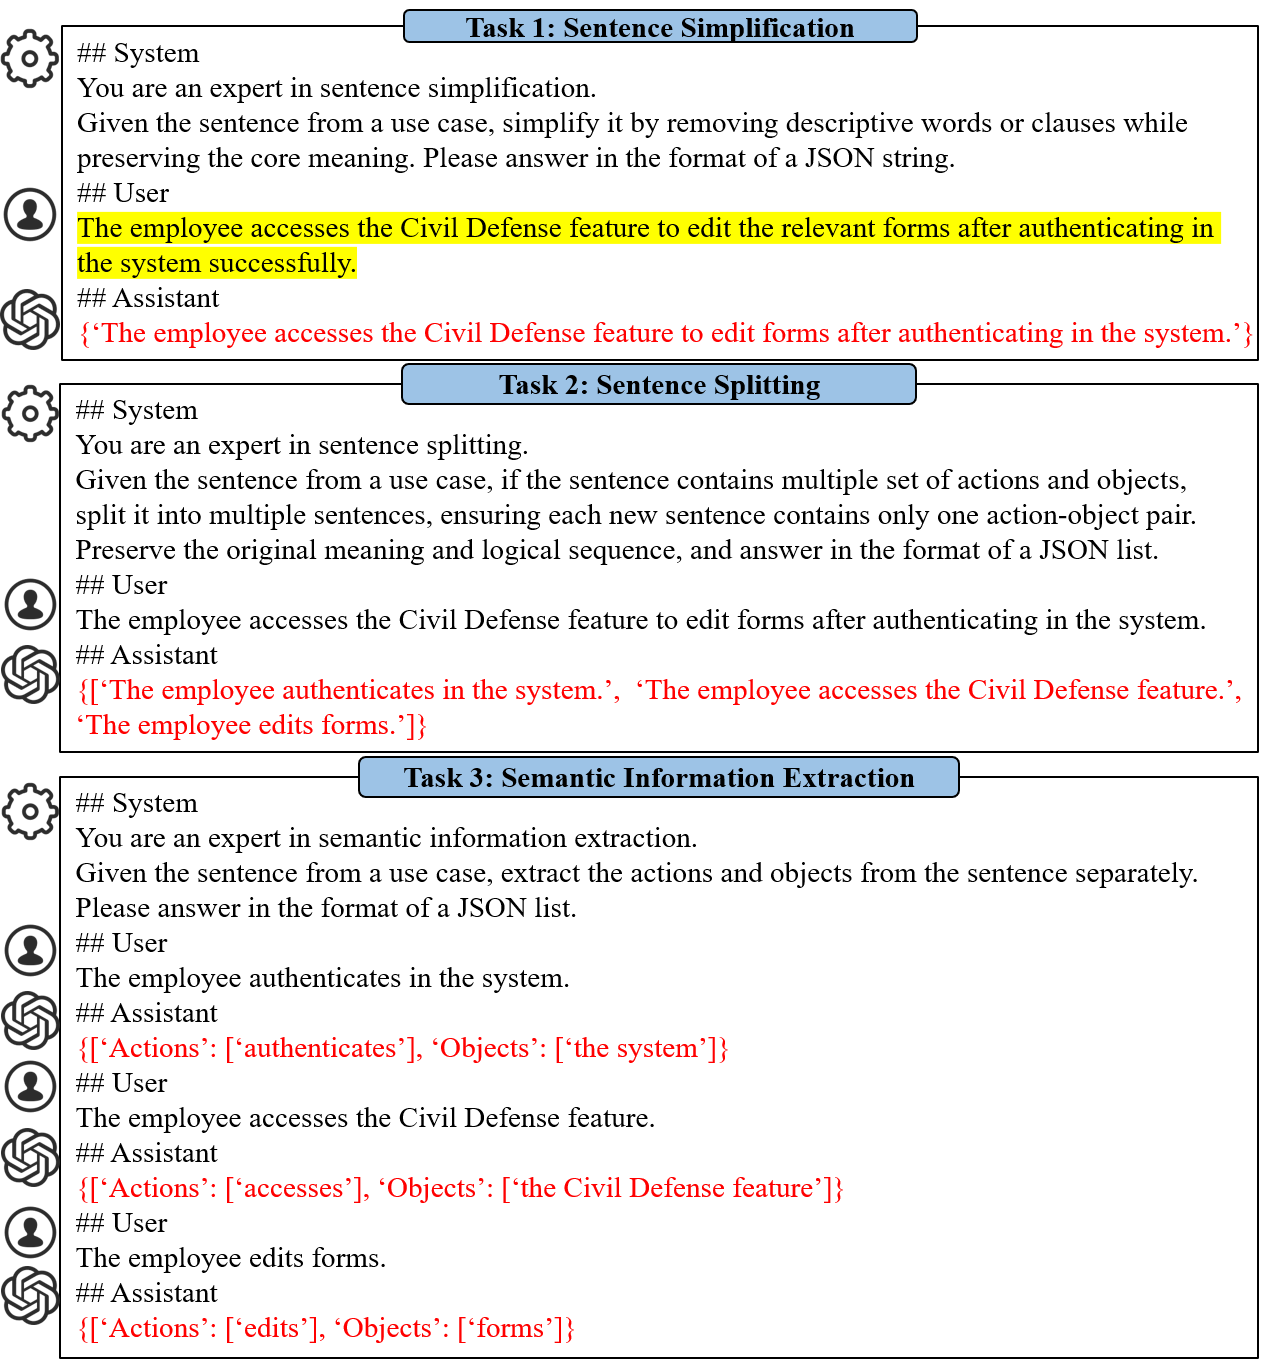 Task 1: Sentence Simplification
## System
You are an expert in sentence simplification.
Given the sentence from a use case, simplify it by removing descriptive words or clauses while
preserving the core meaning. Please answer in the format of a JSON string.
## User
The employee accesses the Civil Defense feature to edit the relevant forms after authenticating in
the system successfully.
## Assistant
{‘The employee accesses the Civil Defense feature to edit forms after authenticating in the system.’}
Task 2: Sentence Splitting
## System
You are an expert in sentence splitting.
Given the sentence from a use case, if the sentence contains multiple set of actions and objects,
split it into multiple sentences, ensuring each new sentence contains only one action-object pair.
Preserve the original meaning and logical sequence, and answer in the format of a JSON list.
## User
The employee accesses the Civil Defense feature to edit forms after authenticating in the system.
## Assistant
{[‘The employee authenticates in the system.’, ‘The employee accesses the Civil Defense feature.’,
‘The employee edits forms.’]}
Task 3: Semantic Information Extraction
## System
You are an expert in semantic information extraction.
Given the sentence from a use case, extract the actions and objects from the sentence separately.
Please answer in the format of a JSON list.
## User
The employee authenticates in the system.
## Assistant
{[‘Actions’: [‘authenticates’], ‘Objects’: [‘the system’]}
## User
The employee accesses the Civil Defense feature.
## Assistant
{[‘Actions’: [‘accesses’], ‘Objects’: [‘the Civil Defense feature’]}
## User
The employee edits forms.
## Assistant
{[‘Actions’: [‘edits’], ‘Objects’: [‘forms’]}